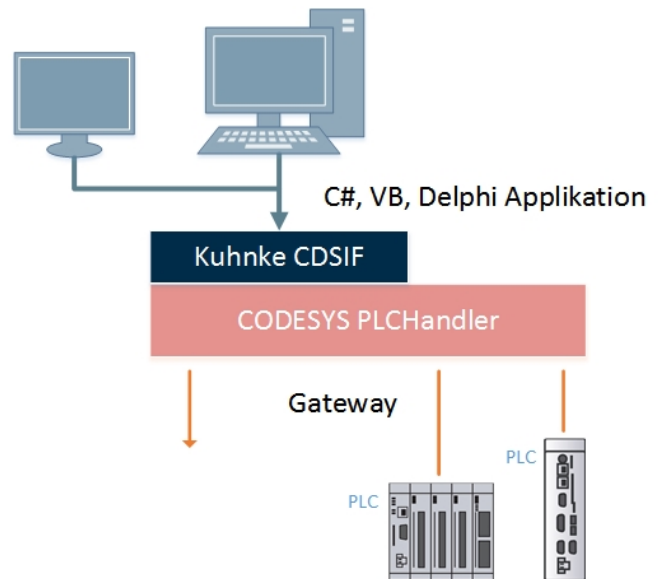 C#, VB, Delphi Applikation
Kuhnke CDSIF
CODESYS PLCHandler
Gateway
PLC
PLC